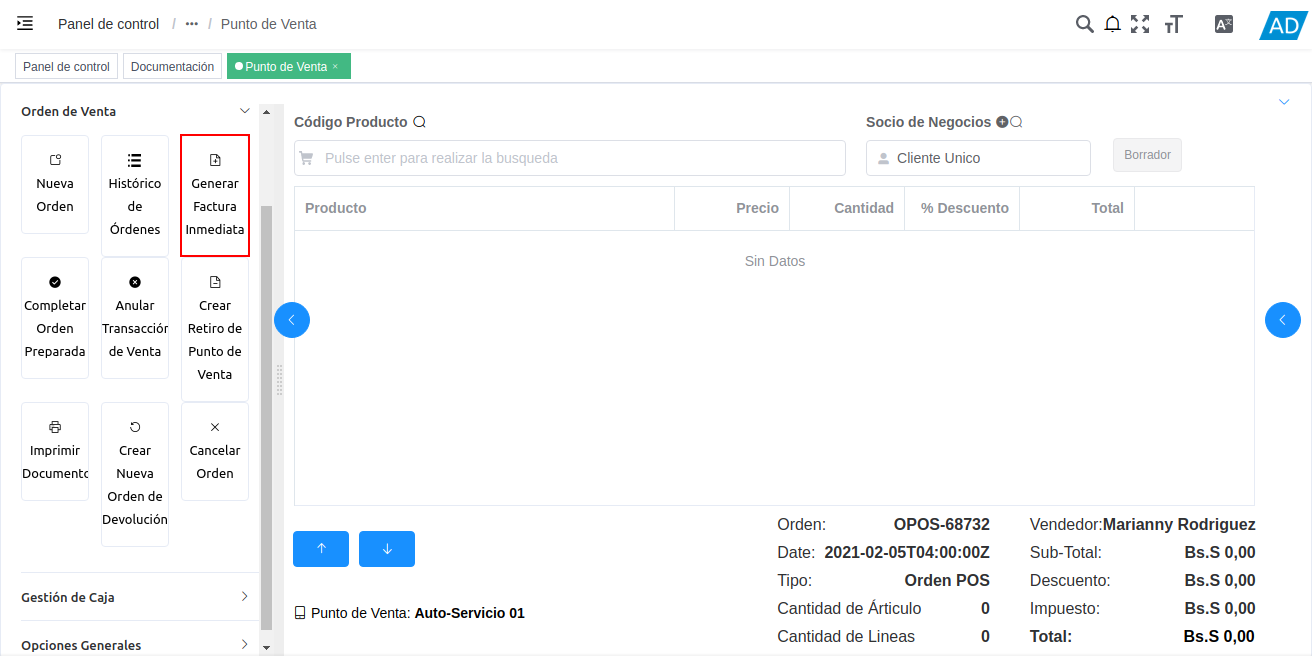 Panel de control / ••• / Punto de Venta
AD
Panel de control
Documentación
Punto de Venta ×
Orden de Venta
Nueva
Orden
Histórico
de
Órdenes
Generar
Factura
Inmediata
Completar
Orden
Preparada
Anular
Transacción
de Venta
Crear
Retiro de
Punto de
Venta
Imprimir
Documento
Crear
Nueva
Orden de
Devolución
Cancelar
Orden
Gestión de Caja
Opciones Generales
Código Producto
Pulse enter para realizar la busqueda
Socio de Negocios
Cliente Unico
Borrador
Producto Precio Cantidad % Descuento Total
Sin Datos
Punto de Venta: Auto-Servicio 01
Orden: OPOS-68732
Date: 2021-02-05T04:00:00Z
Tipo: Orden POS
Cantidad de Árticulo 0
Cantidad de Lineas 0
Vendedor:Marianny Rodriguez
Sub-Total: Bs.S 0,00
Descuento: Bs.S 0,00
Impuesto: Bs.S 0,00
Total: Bs.S 0,00